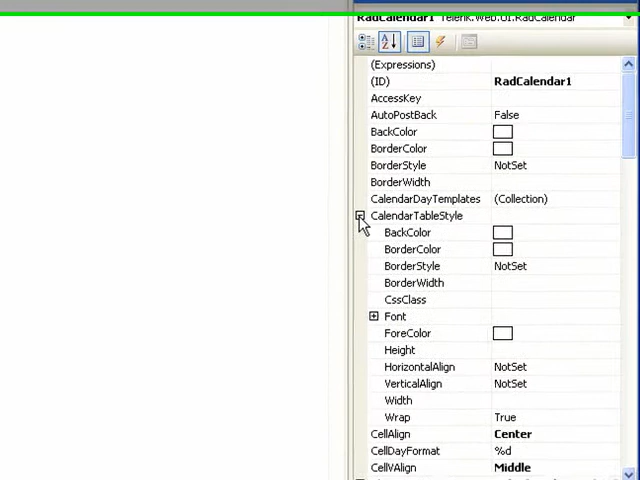 RadCalendar1 Telerik.Web.UI.RadCalendar
(Expressions)
(ID) RadCalendar1
AccessKey
AutoPostBack False
BackColor
BorderColor
BorderStyle NotSet
BorderWidth
CalendarDayTemplates (Collection)
CalendarTableStyle
BackColor
BorderColor
BorderStyle NotSet
BorderWidth
CssClass
Font
ForeColor
Height
HorizontalAlign NotSet
VerticalAlign NotSet
Width
Wrap True
CellAlign Center
CellDayFormat %d
CellVAlign Middle